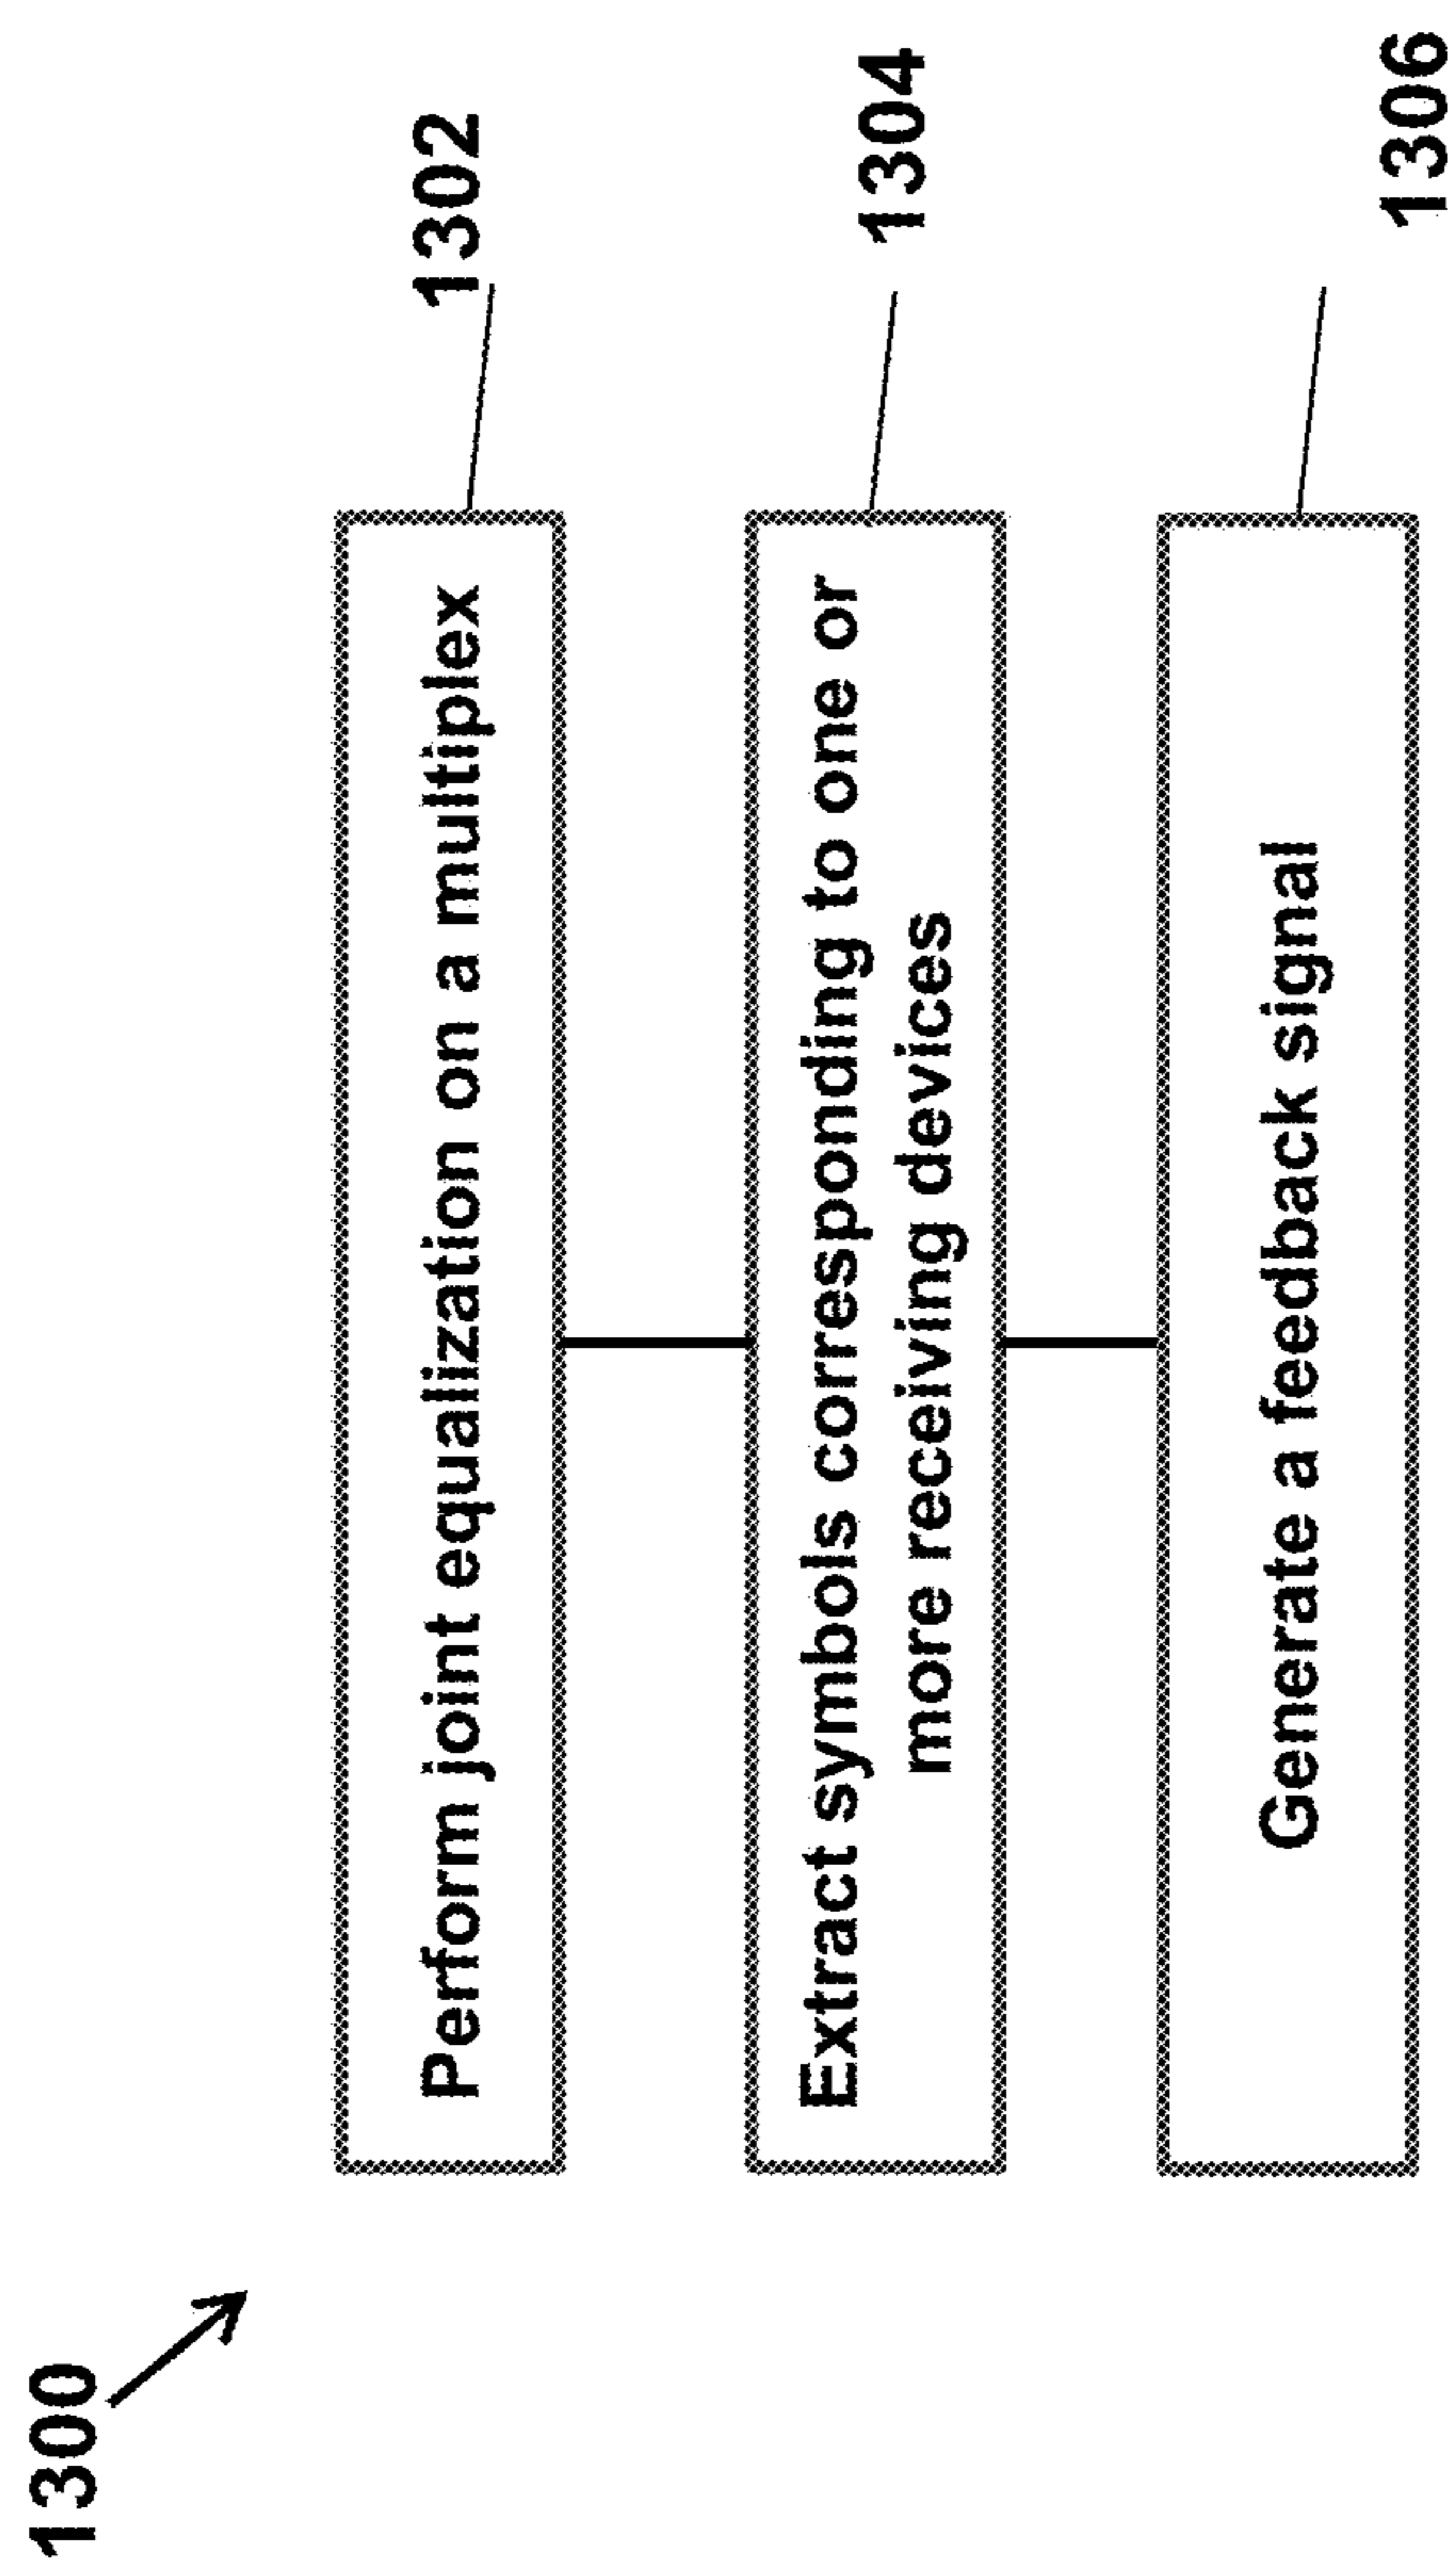 1300
Perform joint equalization on a multiplex
1302
Extract symbols corresponding to one or
more receiving devices
1304
Generate a feedback signal
1306